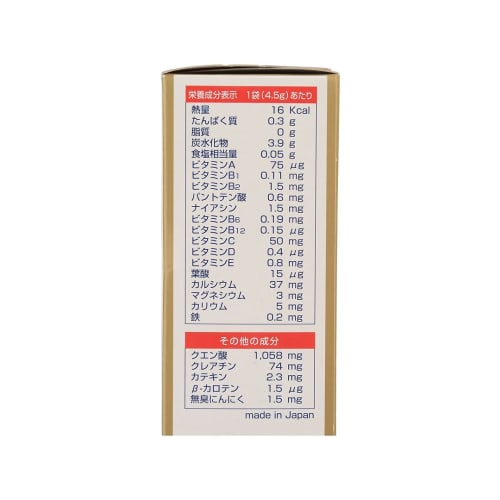 栄養成分表示 1袋(4.5g)あたり
熱量 16 Kcal
たんぱく質 0.3 g
脂質 0 g
炭水化物 3.9 g
食塩相当量 0.05 g
ビタミンA 75 μg
ビタミンB1 0.11 mg
ビタミンB2 1.5 mg
パントテン酸 0.6 mg
ナイアシン 1.5 mg
ビタミンB6 0.19 mg
ビタミンB12 0.15 μg
ビタミンC 50 mg
ビタミンD 0.4 μg
ビタミンE 0.8 mg
葉酸 15 μg
カルシウム 37 mg
マグネシウム 3 mg
カリウム 5 mg
鉄 0.2 mg
その他の成分
クエン酸 1,058 mg
クレアチン 74 mg
カテキン 2.3 mg
β-カロテン 1.5 μg
無臭にんにく 1.5 mg
made in Japan